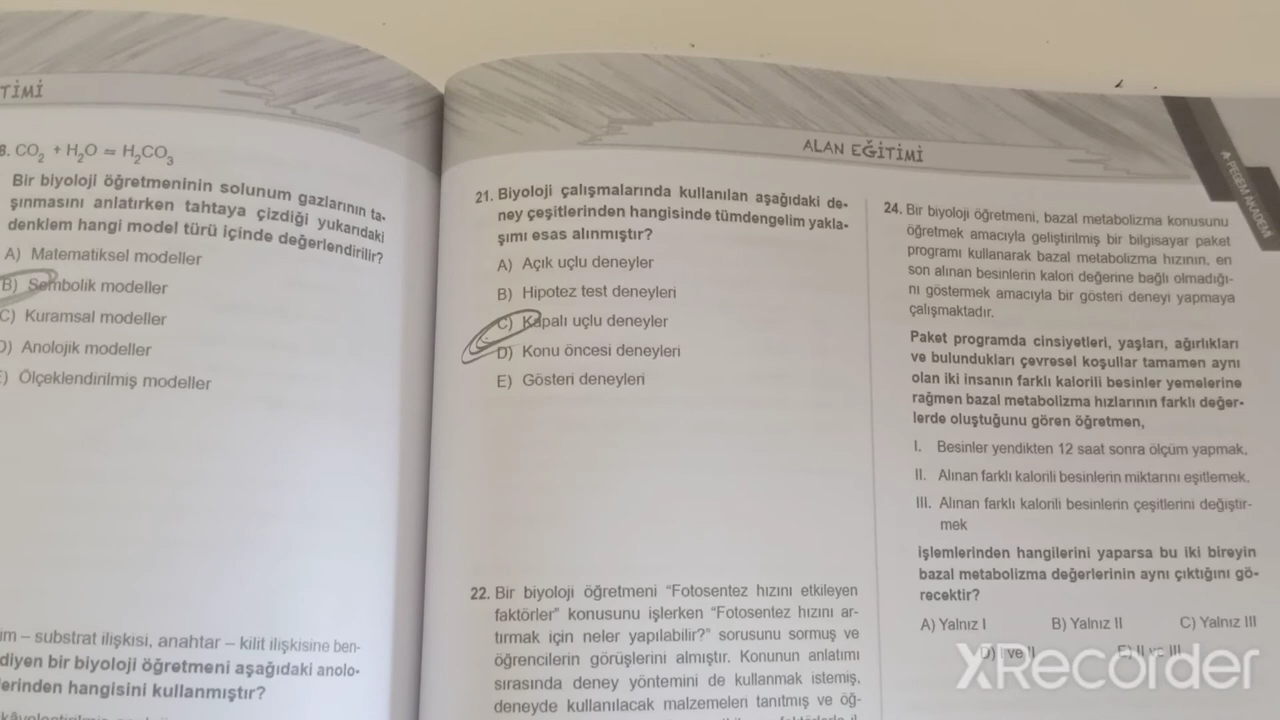 TİMİ
8. CO₂ + H₂O = H₂CO₃
Bir biyoloji öğretmeninin solunum gazlarının ta-
şınmasını anlatırken tahtaya çizdiği yukarıdaki
denklem hangi model türü içinde değerlendirilir?
A) Matematiksel modeller
B) Sembolik modeller
C) Kuramsal modeller
D) Anolojik modeller
E) Ölçeklendirilmiş modeller
im – substrat ilişkisi, anahtar – kilit ilişkisine ben-
diyen bir biyoloji öğretmeni aşağıdaki anolo-
lerinden hangisini kullanmıştır?
ALAN EĞİTİMİ
21. Biyoloji çalışmalarında kullanılan aşağıdaki de-
ney çeşitlerinden hangisinde tümdengelim yakla-
şımı esas alınmıştır?
A) Açık uçlu deneyler
B) Hipotez test deneyleri
C) Kapalı uçlu deneyler
D) Konu öncesi deneyleri
E) Gösteri deneyleri
22. Bir biyoloji öğretmeni “Fotosentez hızını etkileyen
faktörler” konusunu işlerken “Fotosentez hızını ar-
tırmak için neler yapılabilir?” sorusunu sormuş ve
öğrencilerin görüşlerini almıştır. Konunun anlatımı
sırasında deney yöntemini de kullanmak istemiş,
deneyde kullanılacak malzemeleri tanıtmış ve öğ-
24. Bir biyoloji öğretmeni, bazal metabolizma konusunu
öğretmek amacıyla geliştirilmiş bir bilgisayar paket
programı kullanarak bazal metabolizma hızının, en
son alınan besinlerin kalori değerine bağlı olmadığı-
nı göstermek amacıyla bir gösteri deneyi yapmaya
çalışmaktadır.
Paket programda cinsiyetleri, yaşları, ağırlıkları
ve bulundukları çevresel koşullar tamamen aynı
olan iki insanın farklı kalorili besinler yemelerine
rağmen bazal metabolizma hızlarının farklı değer-
lerde oluştuğunu gören öğretmen,
I. Besinler yendikten 12 saat sonra ölçüm yapmak,
II. Alınan farklı kalorili besinlerin miktarını eşitlemek,
III. Alınan farklı kalorili besinlerin çeşitlerini değiştir-
mek
işlemlerinden hangilerini yaparsa bu iki bireyin
bazal metabolizma değerlerinin aynı çıktığını gö-
recektir?
A) Yalnız I B) Yalnız II C) Yalnız III
D) I ve II E) II ve III
PEGEM AKADEMİ
XRecorder